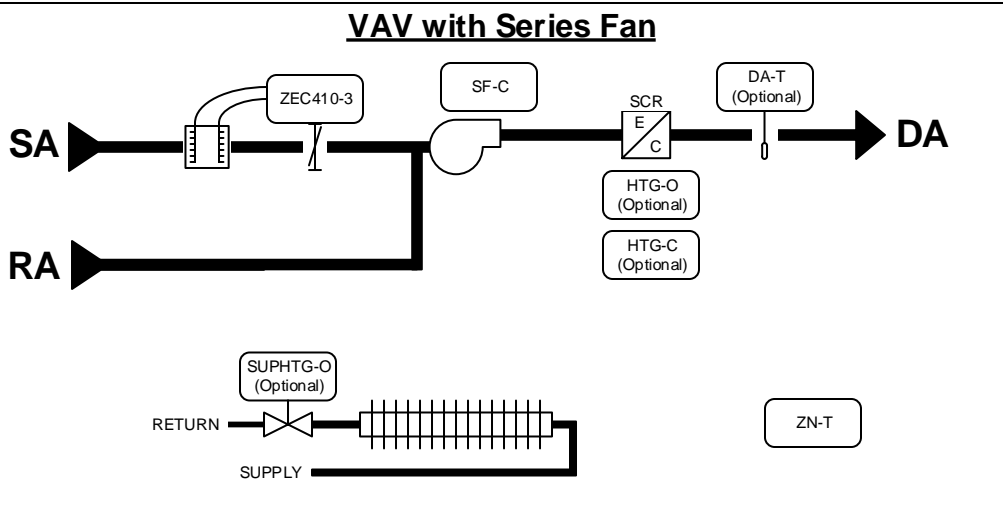 VAV with Series Fan
ZEC410-3
SF-C
DA-T
(Optional)
SA
SCR
E
C
DA
HTG-O
(Optional)
RA
HTG-C
(Optional)
SUPHTG-O
(Optional)
RETURN
ZN-T
SUPPLY